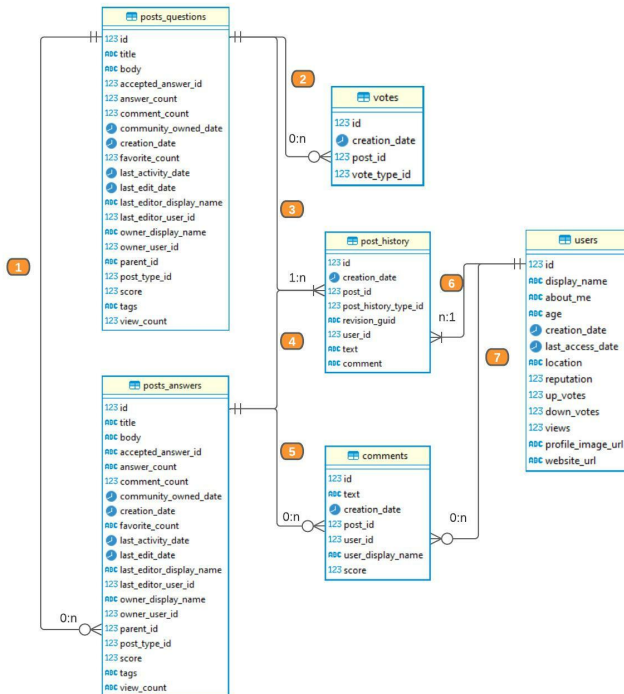 posts_questions
123 id
ABC title
ABC body
123 accepted_answer_id
123 answer_count
123 comment_count
community_owned_date
creation_date
123 favorite_count
last_activity_date
last_edit_date
ABC last_editor_display_name
123 last_editor_user_id
ABC owner_display_name
123 owner_user_id
ABC parent_id
123 post_type_id
123 score
ABC tags
123 view_count
1
2
0:n
votes
123 id
creation_date
123 post_id
123 vote_type_id
3
1:n
4
post_history
123 id
creation_date
123 post_id
123 post_history_type_id
ABC revision_guid
123 user_id
ABC text
ABC comment
6
n:1
7
users
123 id
ABC display_name
ABC about_me
ABC age
creation_date
last_access_date
ABC location
123 reputation
123 up_votes
123 down_votes
123 views
ABC profile_image_url
ABC website_url
posts_answers
123 id
ABC title
ABC body
ABC accepted_answer_id
ABC answer_count
123 comment_count
community_owned_date
creation_date
ABC favorite_count
last_activity_date
last_edit_date
ABC last_editor_display_name
123 last_editor_user_id
ABC owner_display_name
123 owner_user_id
123 parent_id
123 post_type_id
123 score
ABC tags
ABC view_count
0:n
5
0:n
comments
123 id
ABC text
creation_date
123 post_id
123 user_id
ABC user_display_name
123 score
0:n